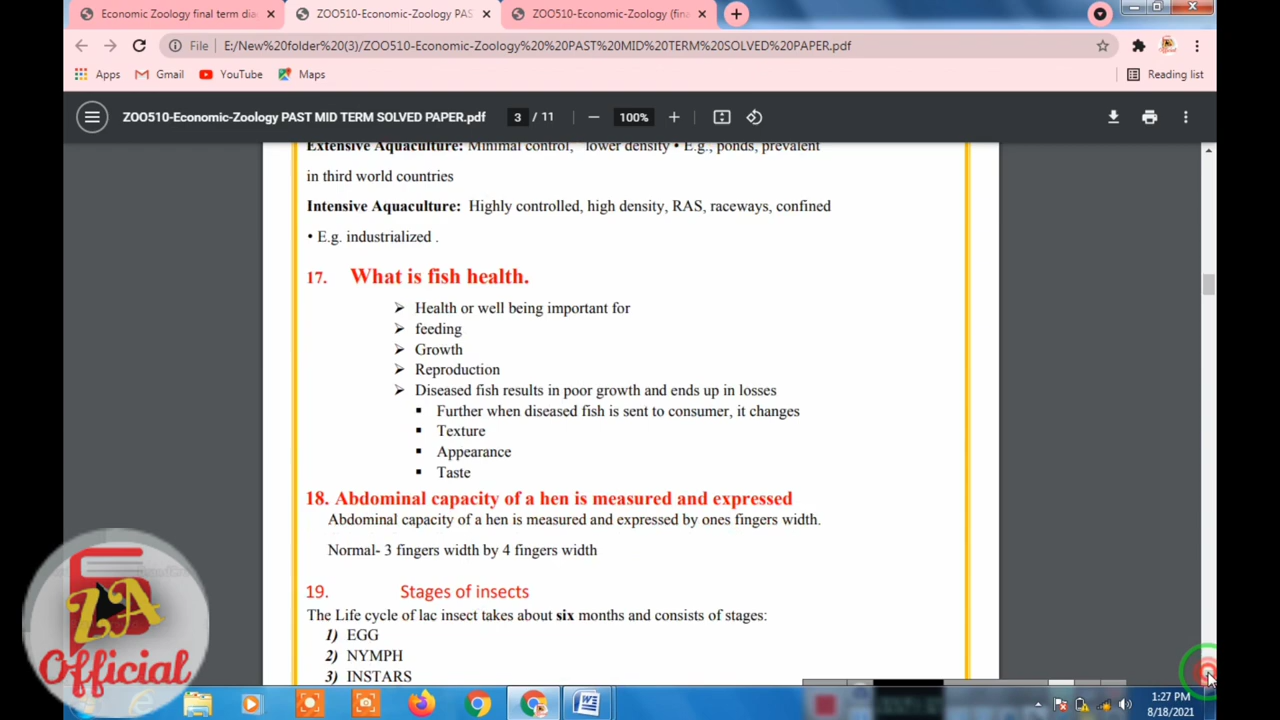 Economic Zoology final term dia
ZOO510-Economic-Zoology PAS
ZOO510-Economic-Zoology (fina
File E:/New%20folder%20(3)/ZOO510-Economic-Zoology%20%20PAST%20MID%20TERM%20SOLVED%20PAPER.pdf
Apps Gmail YouTube Maps Reading list
ZOO510-Economic-Zoology PAST MID TERM SOLVED PAPER.pdf 3 / 11 100%
Extensive Aquaculture: Minimal control, lower density • E.g., ponds, prevalent
in third world countries
Intensive Aquaculture: Highly controlled, high density, RAS, raceways, confined
• E.g. industrialized .
17. What is fish health.
➢ Health or well being important for
➢ feeding
➢ Growth
➢ Reproduction
➢ Diseased fish results in poor growth and ends up in losses
▪ Further when diseased fish is sent to consumer, it changes
▪ Texture
▪ Appearance
▪ Taste
18. Abdominal capacity of a hen is measured and expressed
Abdominal capacity of a hen is measured and expressed by ones fingers width.
Normal- 3 fingers width by 4 fingers width
19. Stages of insects
The Life cycle of lac insect takes about six months and consists of stages:
1) EGG
2) NYMPH
3) INSTARS
ZA
Official
1:27 PM
8/18/2021